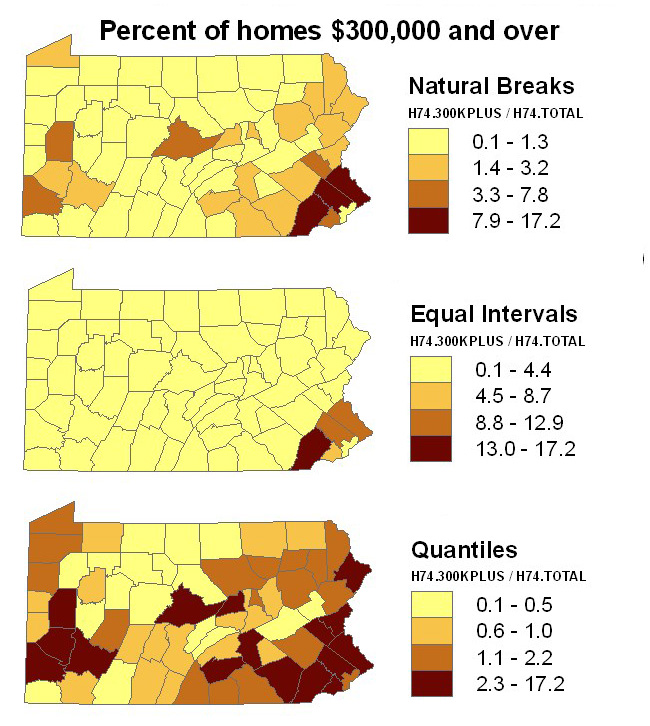 Percent of homes $300,000 and over
Natural Breaks
H74.300KPLUS / H74.TOTAL
0.1 - 1.3
1.4 - 3.2
3.3 - 7.8
7.9 - 17.2
Equal Intervals
H74.300KPLUS / H74.TOTAL
0.1 - 4.4
4.5 - 8.7
8.8 - 12.9
13.0 - 17.2
Quantiles
H74.300KPLUS / H74.TOTAL
0.1 - 0.5
0.6 - 1.0
1.1 - 2.2
2.3 - 17.2